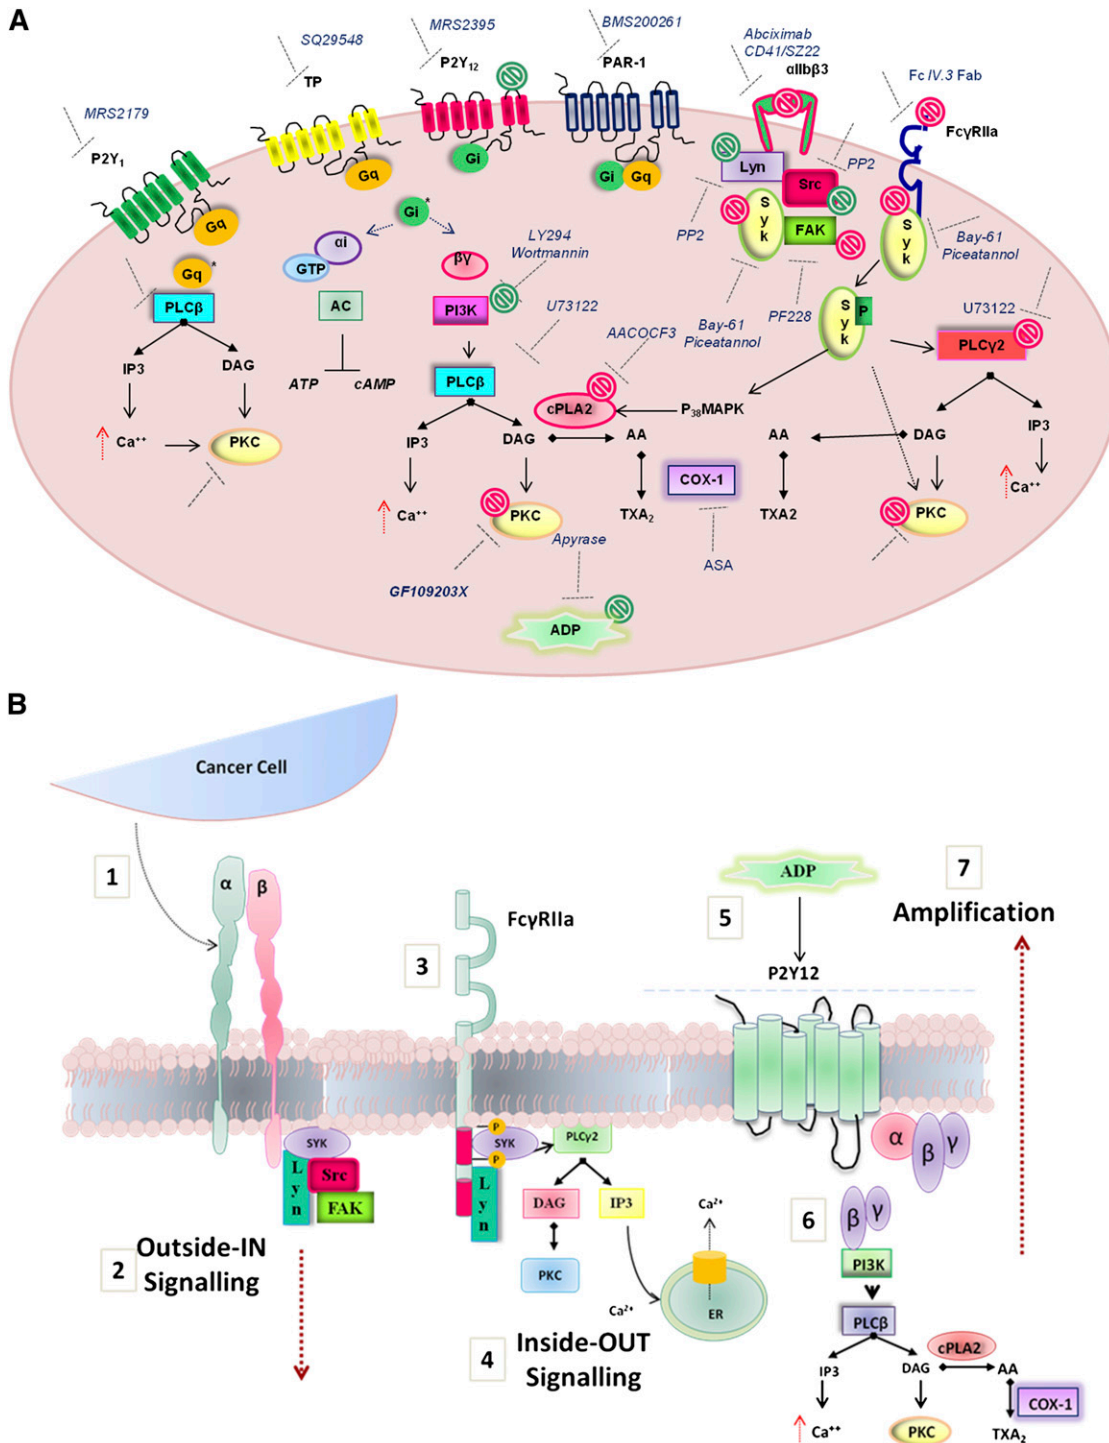 A
MRS2179
P2Y1
SQ29548
TP
MRS2395
P2Y12
BMS200261
PAR-1
Abciximab
CD41/SZ22
αIIbβ3
Fc IV.3 Fab
FcγRIIa
Gq
Gq
Gi
Gi
Gq
Lyn
Src
PP2
Syk
FAK
Syk
Gq*
PLCβ
IP3
DAG
Ca++
PKC
Gi*
αi
GTP
AC
ATP
cAMP
βγ
PI3K
LY294
Wortmannin
U73122
PLCβ
IP3
DAG
Ca++
PKC
GF109203X
PP2
Bay-61
Piceatannol
PF228
AACOCF3
cPLA2
P38MAPK
Syk
P
Bay-61
Piceatannol
U73122
PLCγ2
AA
TXA2
COX-1
ASA
AA
TXA2
DAG
IP3
Ca++
PKC
Apyrase
ADP
B
Cancer Cell
1
α
β
SYK
Lyn
Src
FAK
2
Outside-IN
Signalling
3
FcγRIIa
P
SYK
P
PLCγ2
Lyn
DAG
IP3
PKC
Ca2+
ER
Ca2+
4
Inside-OUT
Signalling
5
ADP
P2Y12
7
Amplification
α
β
γ
6
β
γ
PI3K
PLCβ
IP3
DAG
cPLA2
AA
COX-1
Ca++
PKC
TXA2